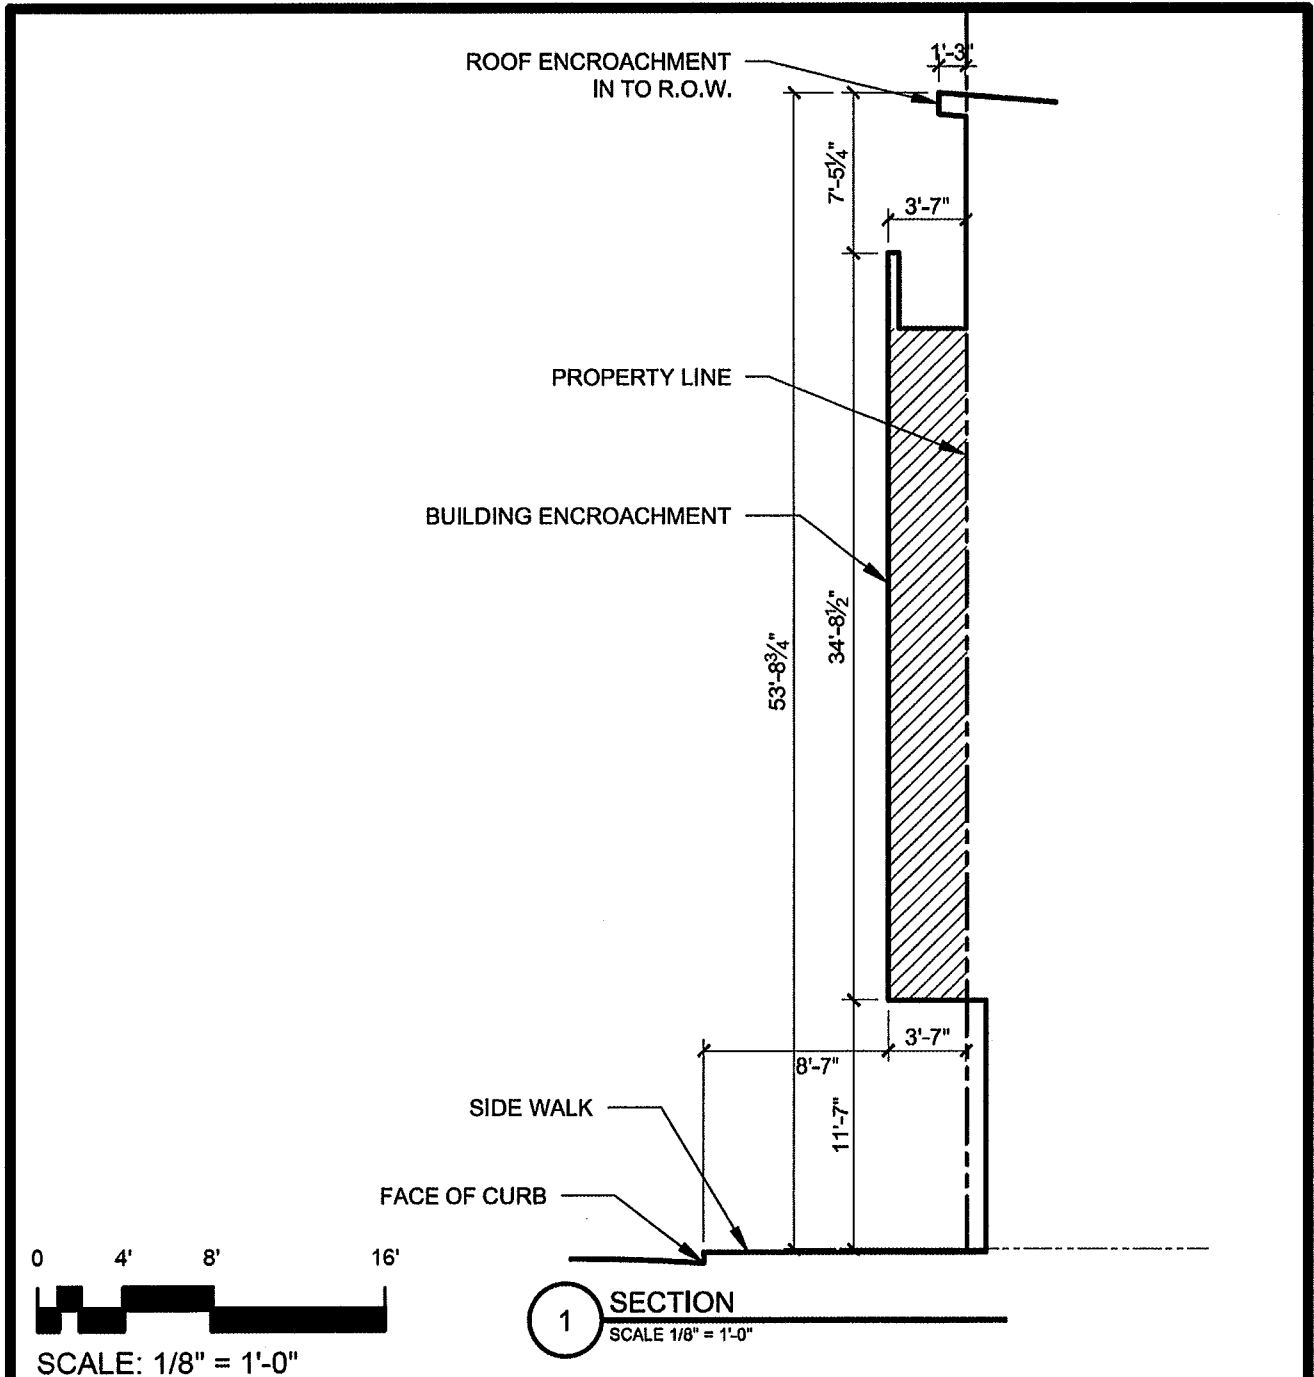 1'-3"
ROOF ENCROACHMENT
IN TO R.O.W.
7'-5¼"
3'-7"
PROPERTY LINE
BUILDING ENCROACHMENT
34'-8½"
53'-8¾"
3'-7"
8'-7"
SIDE WALK
11'-7"
FACE OF CURB
0 4' 8' 16'
SCALE: 1/8" = 1'-0"
1
SECTION
SCALE 1/8" = 1'-0"